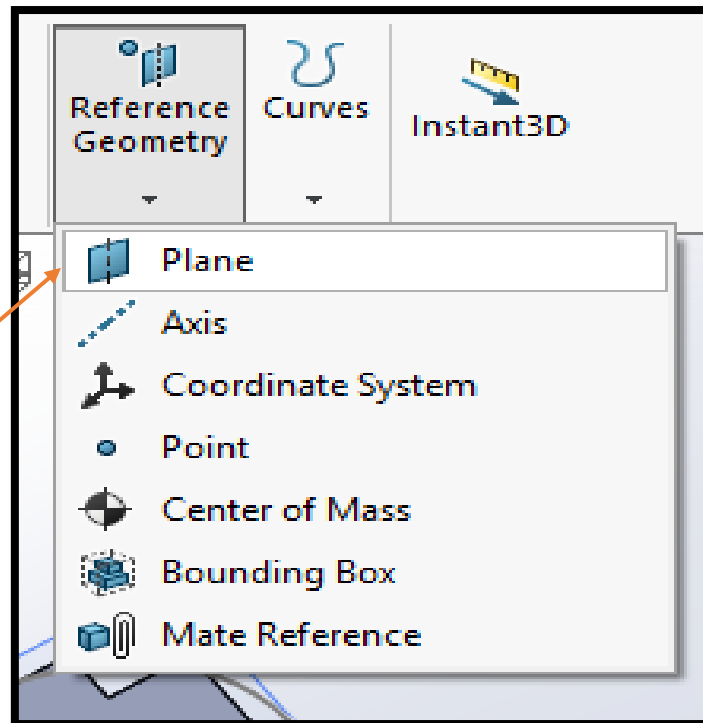 Reference
Geometry
Curves
Instant3D
Plane
Axis
Coordinate System
Point
Center of Mass
Bounding Box
Mate Reference